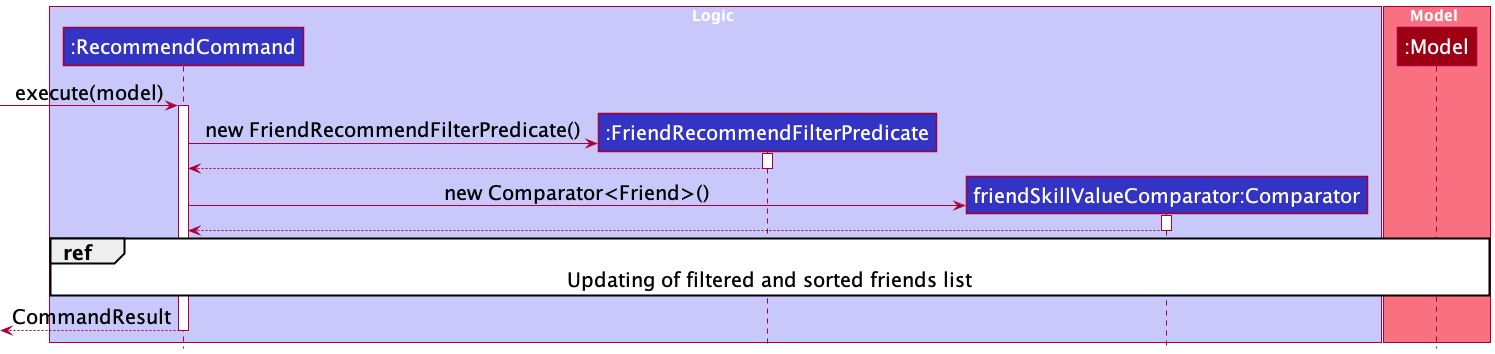 Logic
Model
:RecommendCommand
:Model
execute(model)
new FriendRecommendFilterPredicate()
:FriendRecommendFilterPredicate
new Comparator<Friend>()
friendSkillValueComparator:Comparator
ref
Updating of filtered and sorted friends list
CommandResult